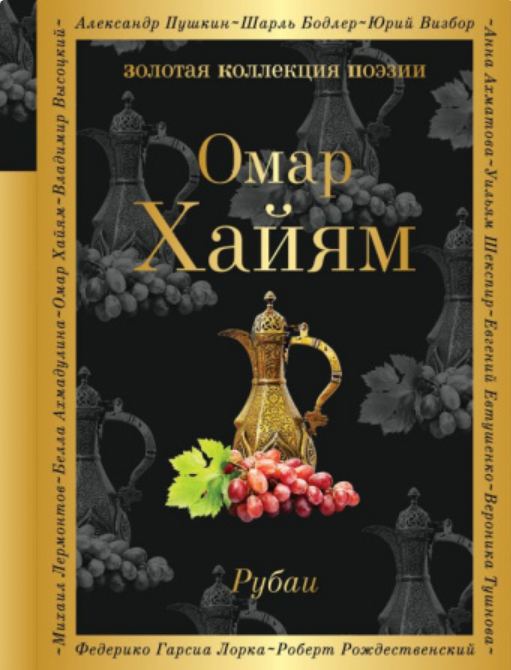 Александр Пушкин~Шарль Бодлер~Юрий Визбор
~Анна Ахматова~Уильям Шекспир~Евгений Евтушенко~Вероника Тушнова~
золотая коллекция поэзии
Омар
Хайям
Рубаи
Федерико Гарсиа Лорка~Роберт Рождественский
~Михаил Лермонтов~Белла Ахмадулина~Омар Хайям~Владимир Высоцкий~